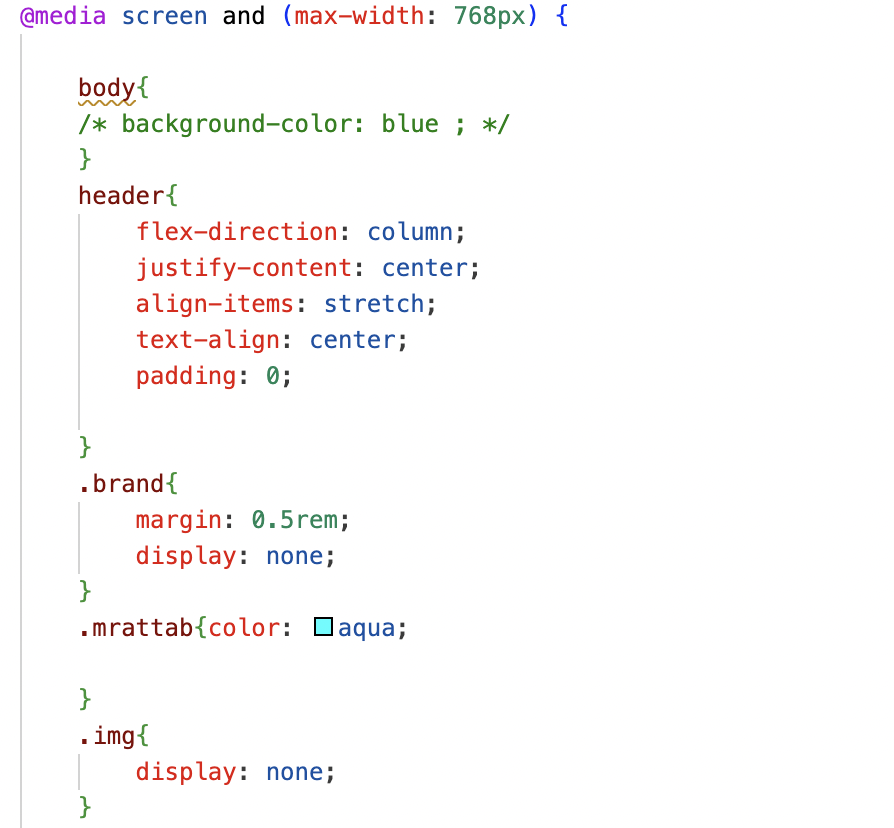 @media screen and (max-width: 768px) {
body{
/* background-color: blue ; */
}
header{
flex-direction: column;
justify-content: center;
align-items: stretch;
text-align: center;
padding: 0;
}
.brand{
margin: 0.5rem;
display: none;
}
.mrattab{color: aqua;
}
.img{
display: none;
}